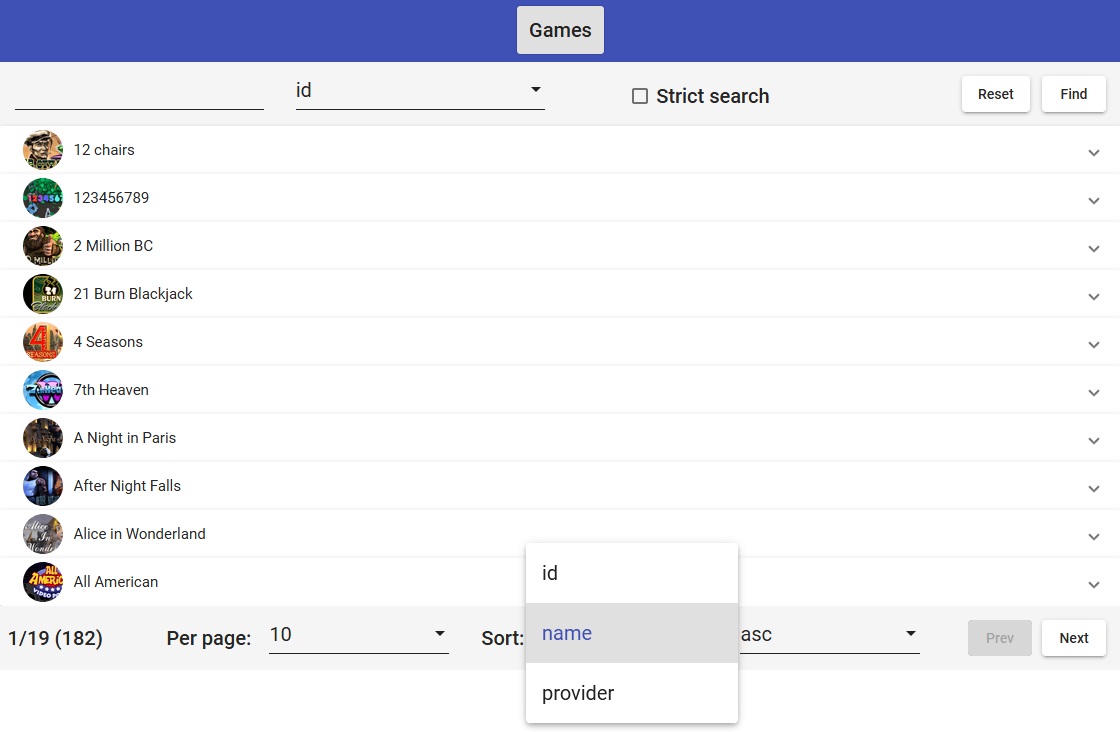 Games
id Strict search Reset Find
12 chairs
123456789
2 Million BC
21 Burn Blackjack
4 Seasons
7th Heaven
A Night in Paris
After Night Falls
Alice in Wonderland
All American
id
1/19 (182) Per page: 10 Sort: name asc Prev Next
provider